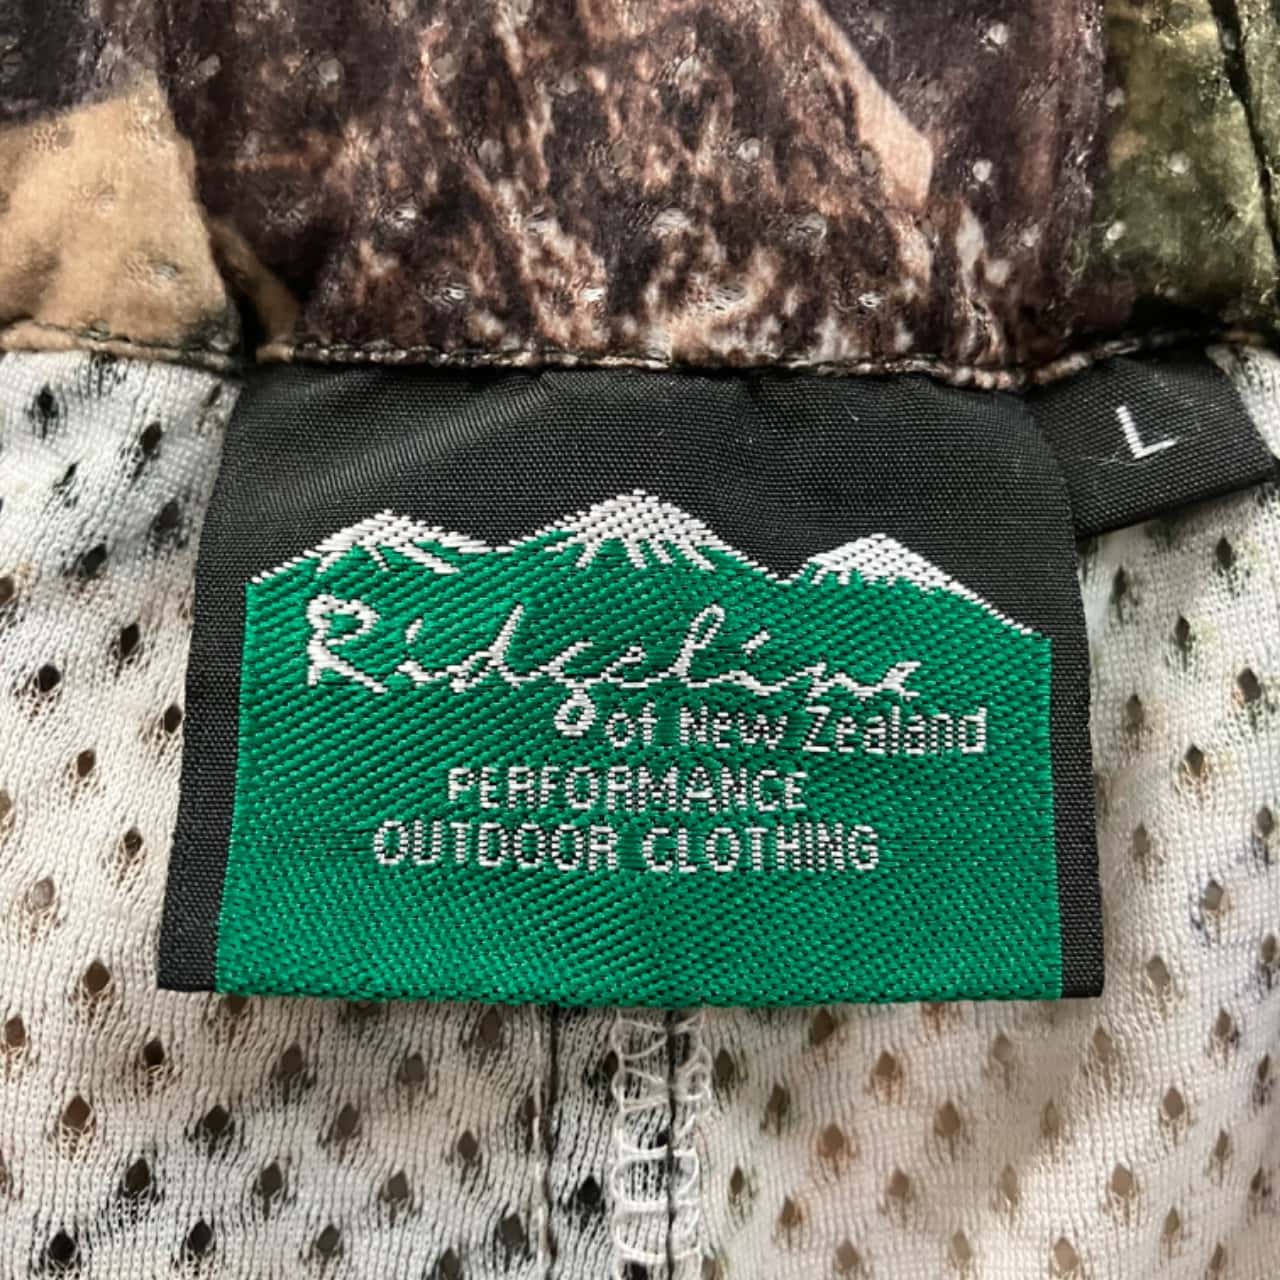 L
Ridgeline
of New Zealand
PERFORMANCE
OUTDOOR CLOTHING